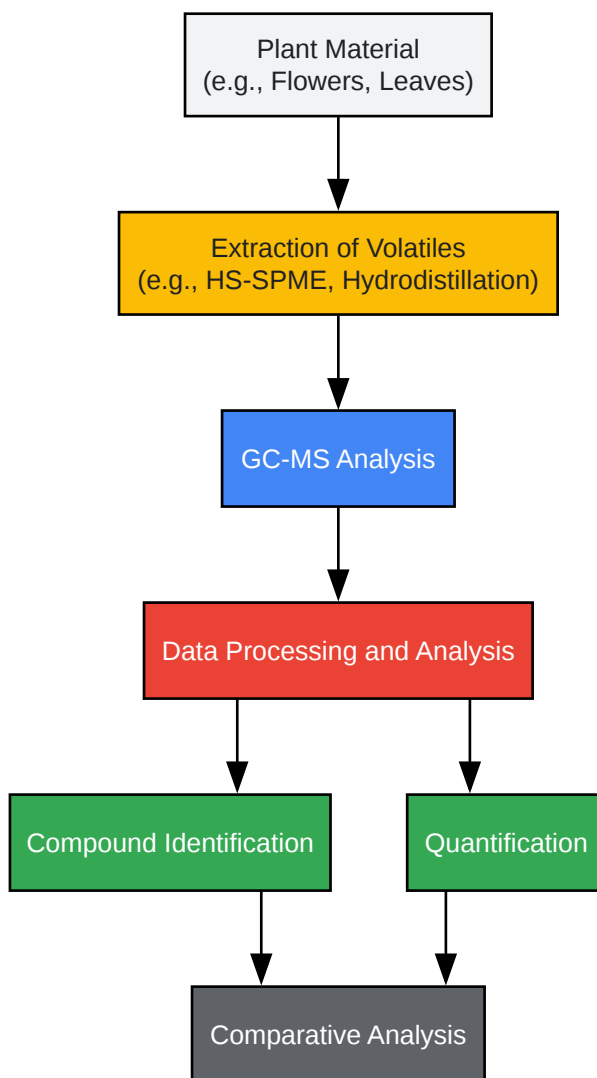 Plant Material
(e.g., Flowers, Leaves)
Extraction of Volatiles
(e.g., HS-SPME, Hydrodistillation)
GC-MS Analysis
Data Processing and Analysis
Compound Identification
Quantification
Comparative Analysis